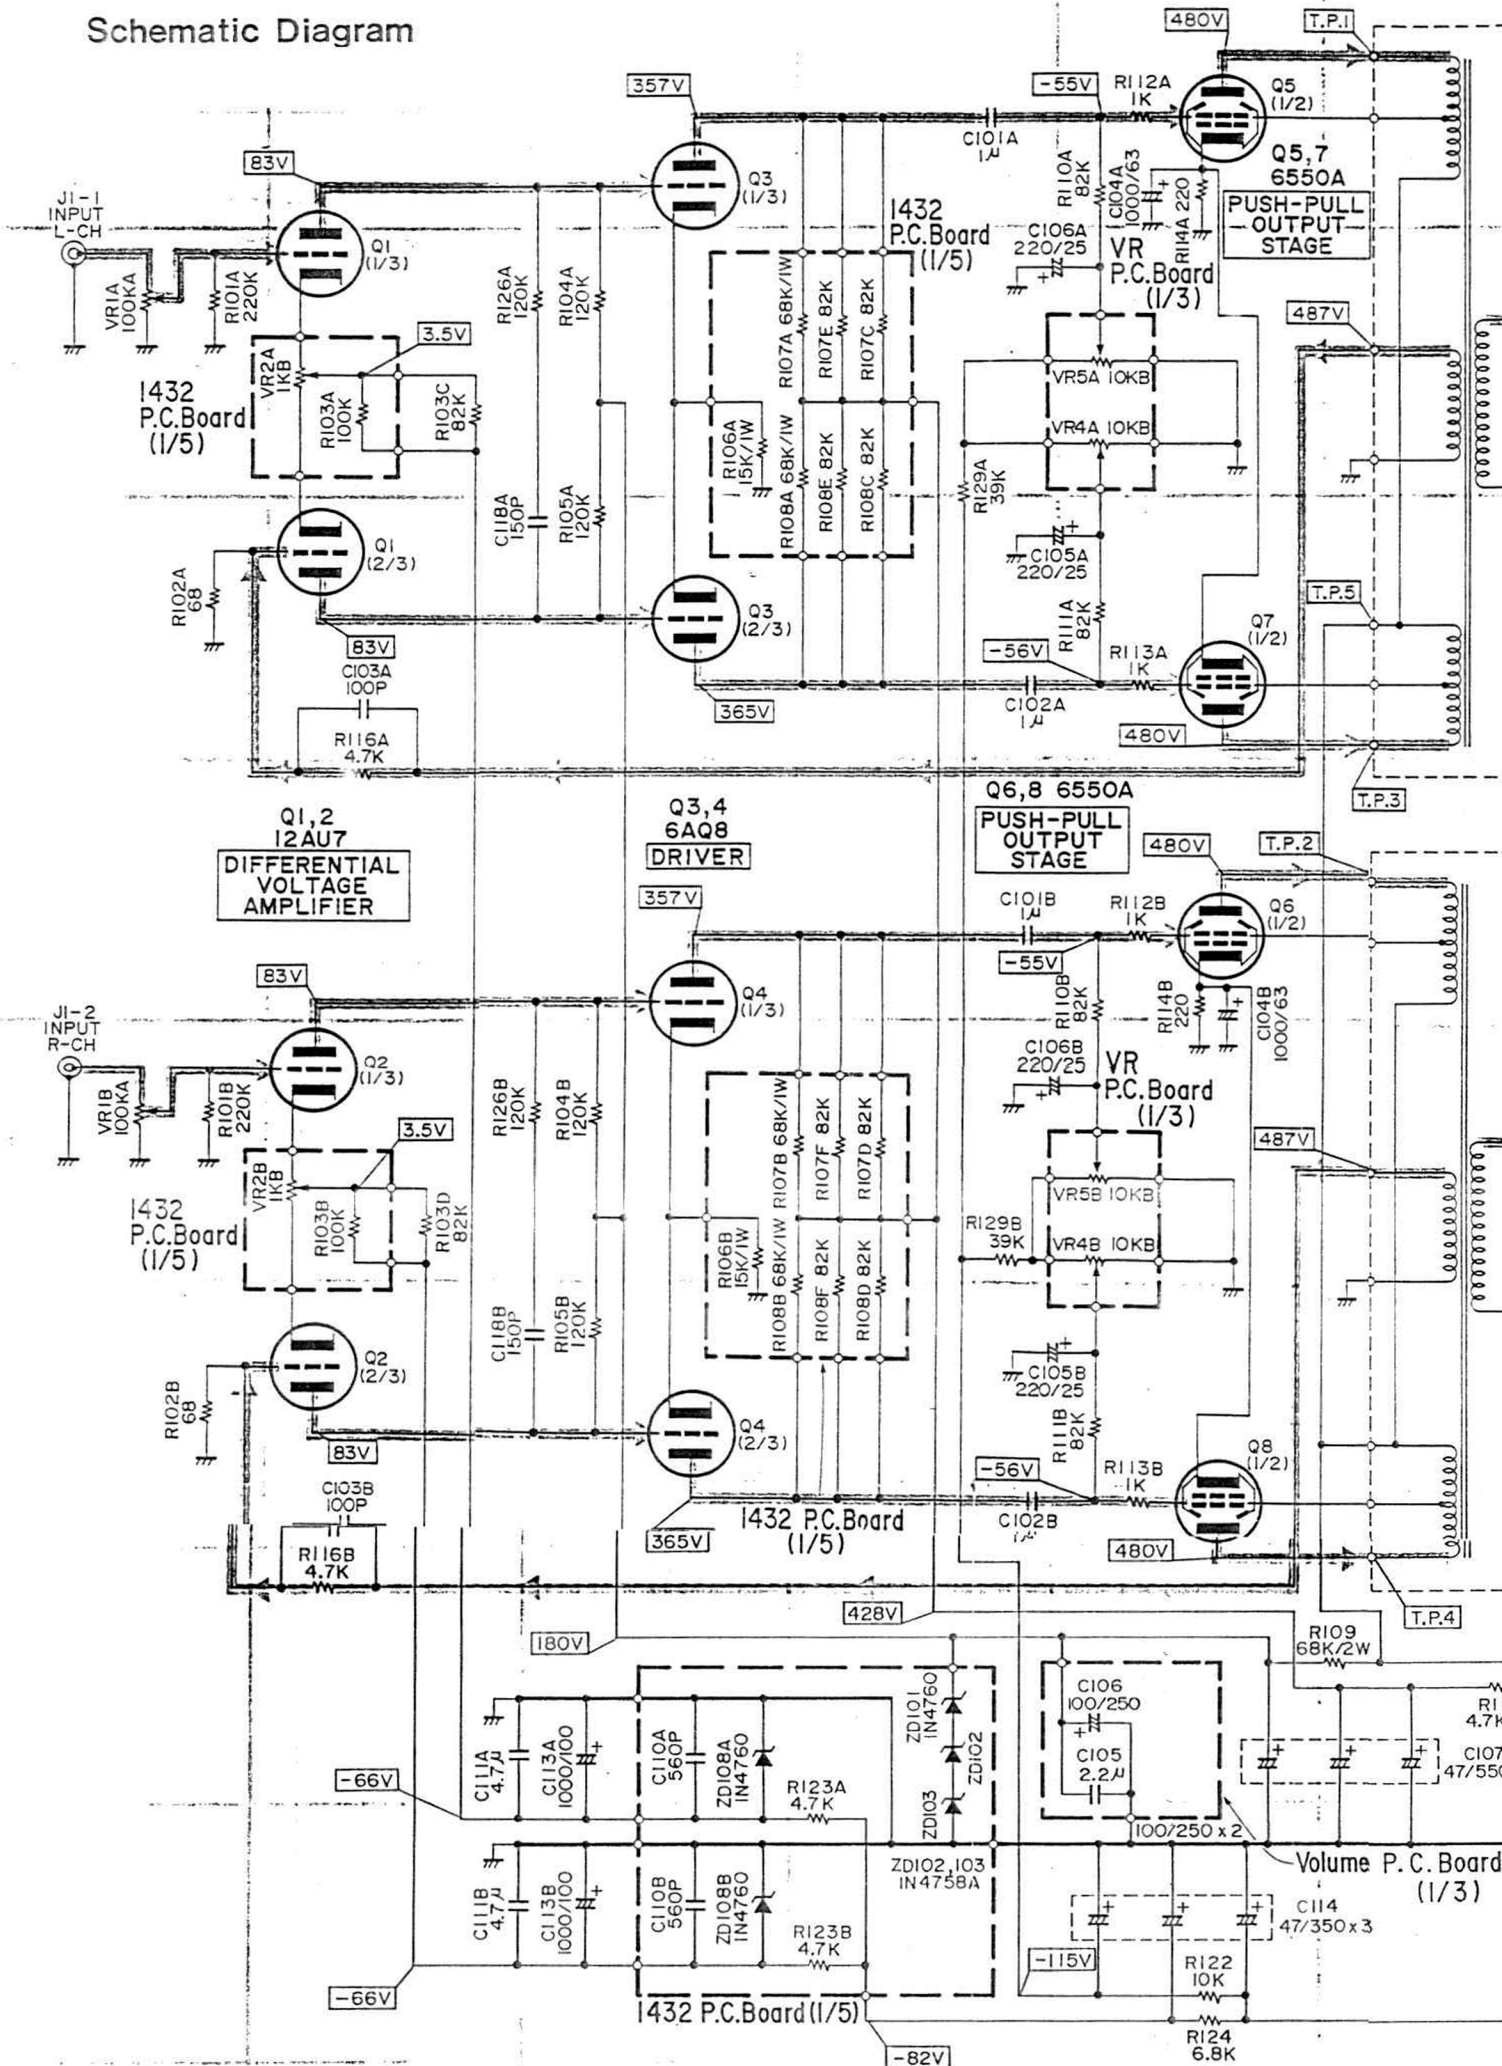 Schematic Diagram
480V
T.P.1
357V
-55V
R112A
1K
Q5
(1/2)
83V
Q3
(1/3)
C101A
1μ
R110A
82K
C104A
1000/63
R114A 220
Q5,7
6550A
PUSH-PULL
OUTPUT
STAGE
J1-1
INPUT
L-CH
Q1
(1/3)
1432
P.C.Board
(1/5)
C106A
220/25
VR
P.C.Board
(1/3)
VR1A
100KA
R101A
220K
R126A
120K
R104A
120K
R107A 68K/1W
R107E 82K
R107C 82K
487V
3.5V
VR2A
1KB
1432
P.C.Board
(1/5)
R103A
100K
R103C
82K
VR5A 10KB
VR4A 10KB
R106A
15K/1W
R108A 68K/1W
R108E 82K
R108C 82K
R129A
39K
C118A
150P
R105A
120K
Q1
(2/3)
C105A
220/25
R102A
68
R111A
82K
T.P.5
Q3
(2/3)
Q7
(1/2)
83V
-56V
R113A
1K
C103A
100P
365V
C102A
1μ
480V
R116A
4.7K
T.P.3
Q1,2
12AU7
DIFFERENTIAL
VOLTAGE
AMPLIFIER
Q3,4
6AQ8
DRIVER
Q6,8 6550A
PUSH-PULL
OUTPUT
STAGE
480V
T.P.2
357V
C101B
1μ
R112B
1K
Q6
(1/2)
-55V
83V
Q4
(1/3)
R110B
82K
R114B
220
C104B
1000/63
J1-2
INPUT
R-CH
Q2
(1/3)
C106B
220/25
VR
P.C.Board
(1/3)
VR1B
100KA
R101B
220K
R126B
120K
R104B
120K
R107B 68K/1W
R107F 82K
R107D 82K
3.5V
487V
VR2B
1KB
1432
P.C.Board
(1/5)
R103B
100K
R103D
82K
VR5B 10KB
R129B
39K
VR4B 10KB
R106B
15K/1W
R108B 68K/1W
R108F 82K
R108D 82K
C118B
150P
R105B
120K
Q2
(2/3)
C105B
220/25
R102B
68
R111B
82K
Q4
(2/3)
Q8
(1/2)
83V
-56V
R113B
1K
C103B
100P
1432 P.C.Board
(1/5)
C102B
1μ
365V
480V
R116B
4.7K
428V
T.P.4
180V
R109
68K/2W
ZD101
1N4760
C106
100/250
R1
4.7K
C111A
4.7μ
C113A
1000/100
C110A
560P
ZD108A
1N4760
ZD102
C105
2.2μ
C107
47/550
-66V
R123A
4.7K
ZD103
100/250 x 2
ZD102,103
1N4758A
Volume P.C.Board
(1/3)
C111B
4.7μ
C113B
1000/100
C110B
560P
ZD108B
1N4760
C114
47/350 x 3
R123B
4.7K
-115V
R122
10K
-66V
1432 P.C.Board (1/5)
R124
6.8K
-82V